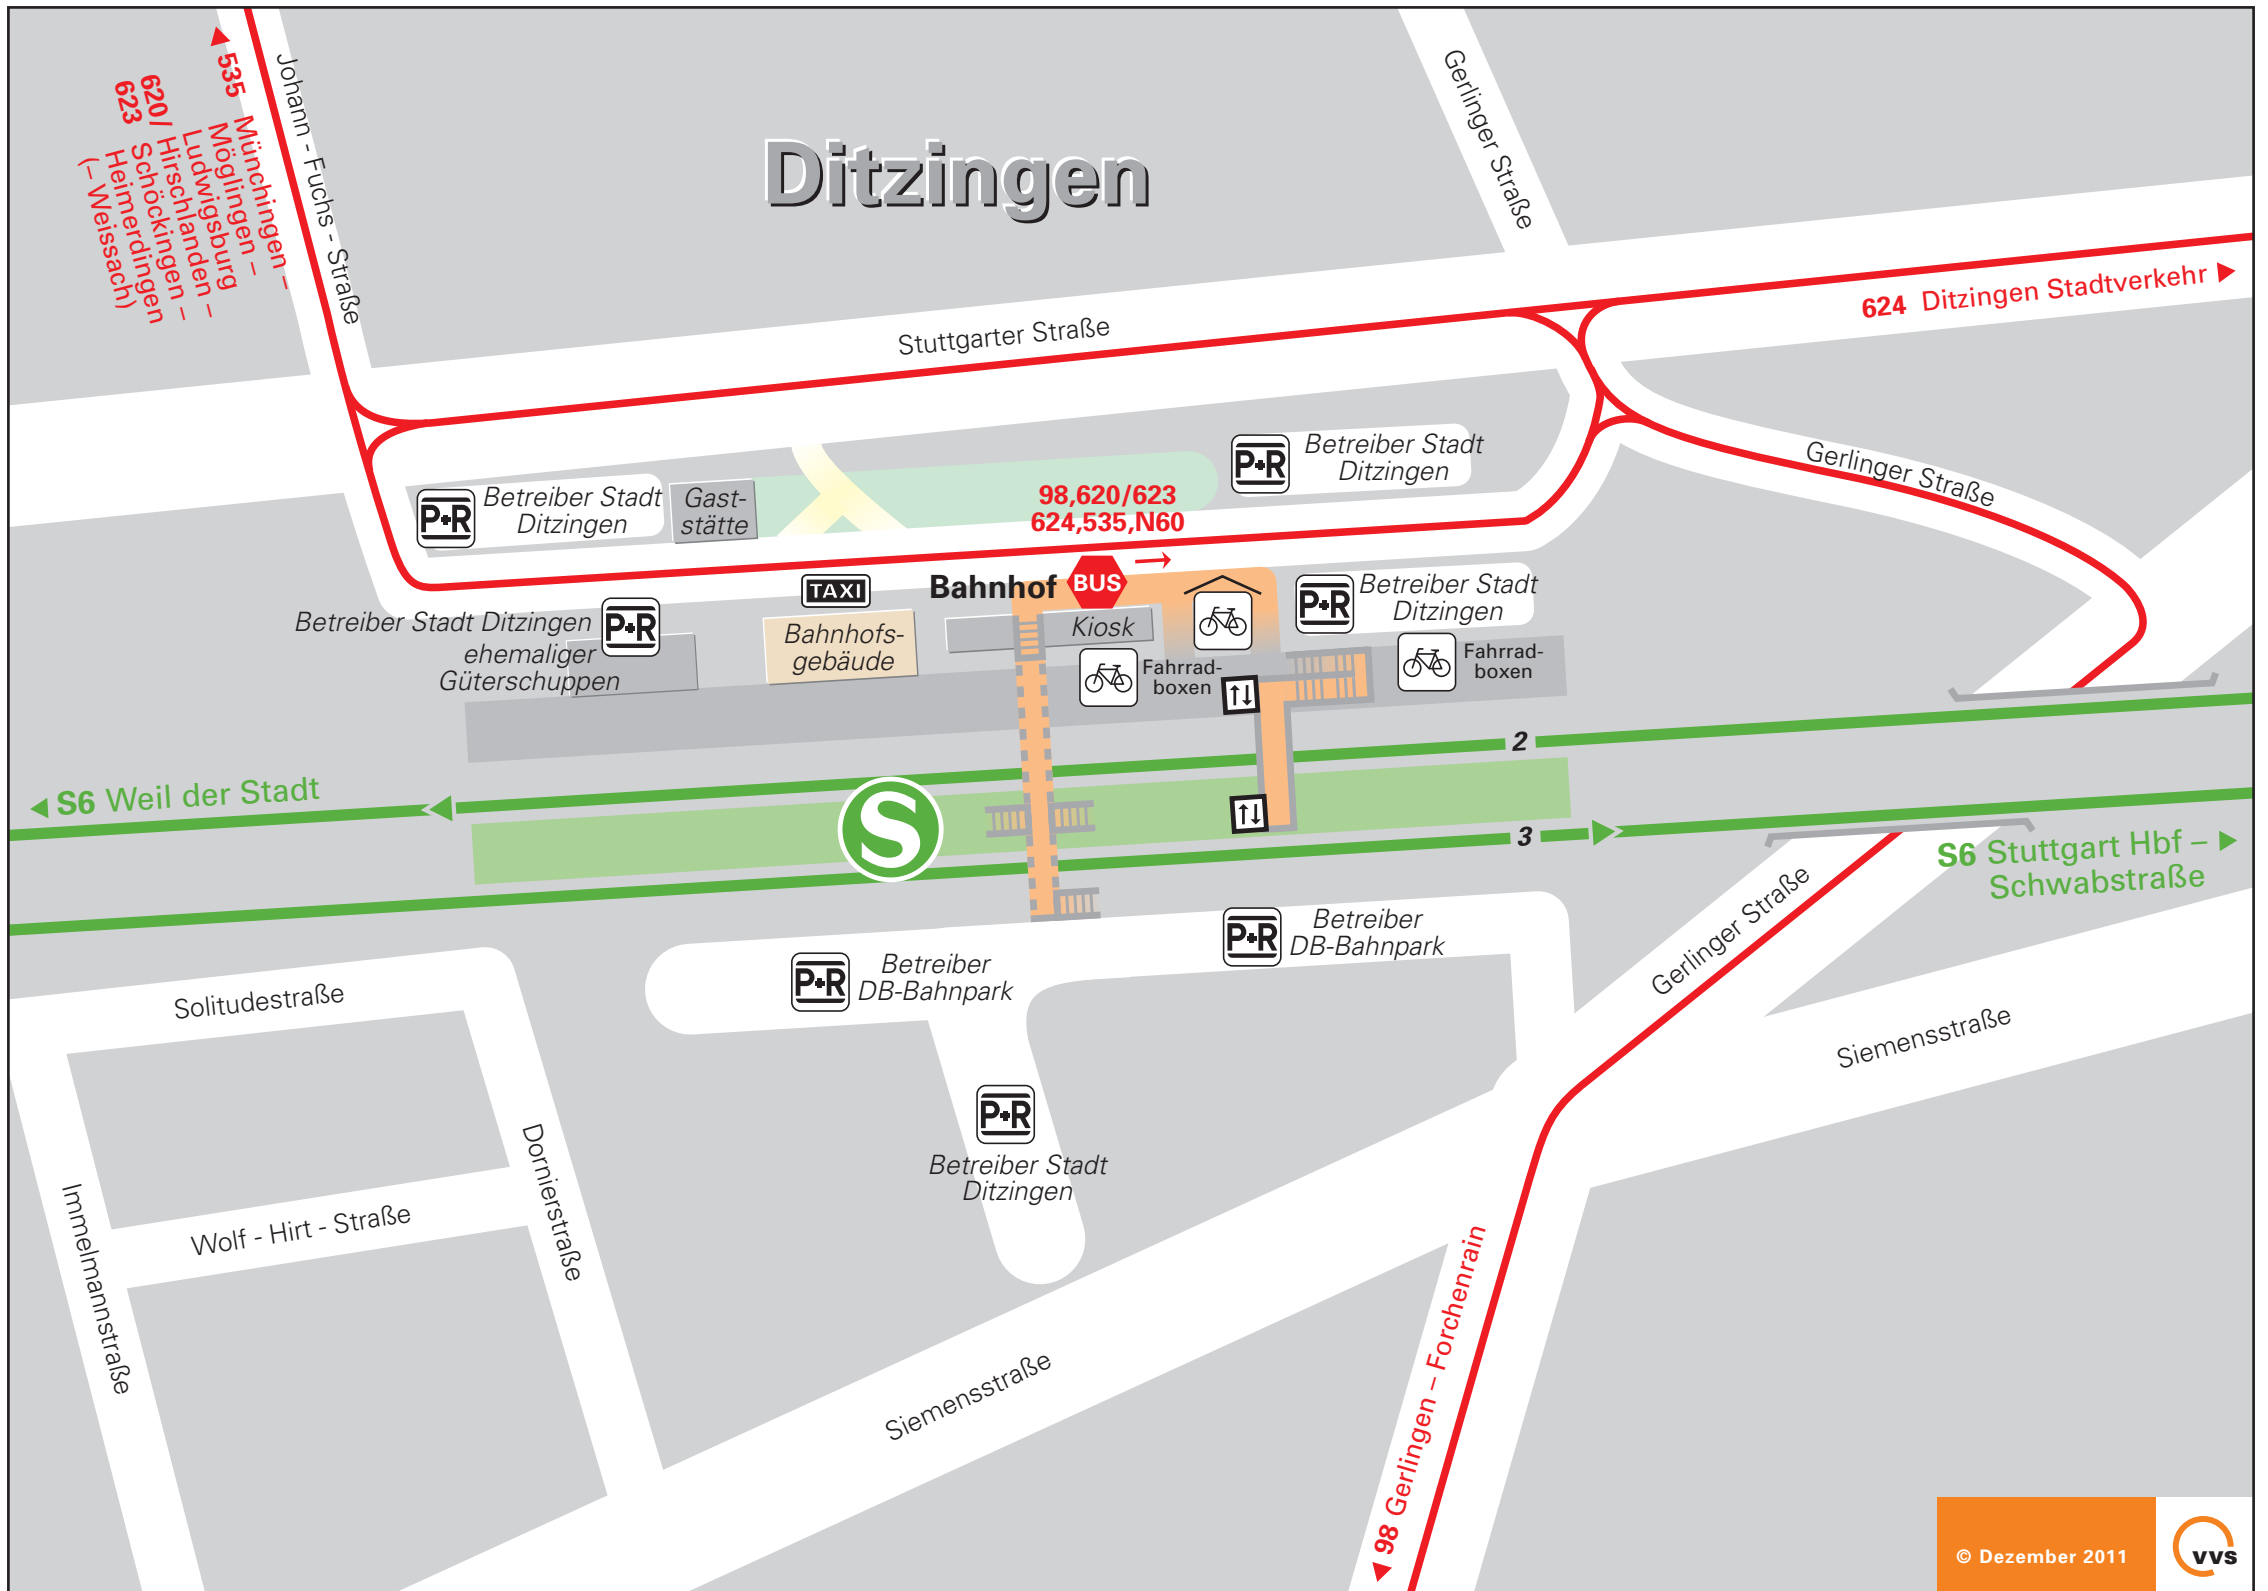 Ditzingen
535 Münchingen –
Möglingen –
Ludwigsburg
620/ Hirschlanden –
623 Schöckingen –
Heimerdingen
(– Weissach)
Johann - Fuchs - Straße
Gerlinger Straße
624 Ditzingen Stadtverkehr
Stuttgarter Straße
Gerlinger Straße
P+R
Betreiber Stadt
Ditzingen
Gast-
stätte
98,620/623
624,535,N60
P+R
Betreiber Stadt
Ditzingen
TAXI
Bahnhof
BUS
P+R
Betreiber Stadt
Ditzingen
Betreiber Stadt Ditzingen
P+R
ehemaliger
Güterschuppen
Bahnhofs-
gebäude
Kiosk
Fahrrad-
boxen
Fahrrad-
boxen
2
S6 Weil der Stadt
S
3
S6 Stuttgart Hbf –
Schwabstraße
Gerlinger Straße
P+R
Betreiber
DB-Bahnpark
P+R
Betreiber
DB-Bahnpark
Solitudestraße
Siemensstraße
P+R
Betreiber Stadt
Ditzingen
Dornierstraße
Immelmannstraße
Wolf - Hirt - Straße
Siemensstraße
98 Gerlingen – Forchenrain
© Dezember 2011
vvs